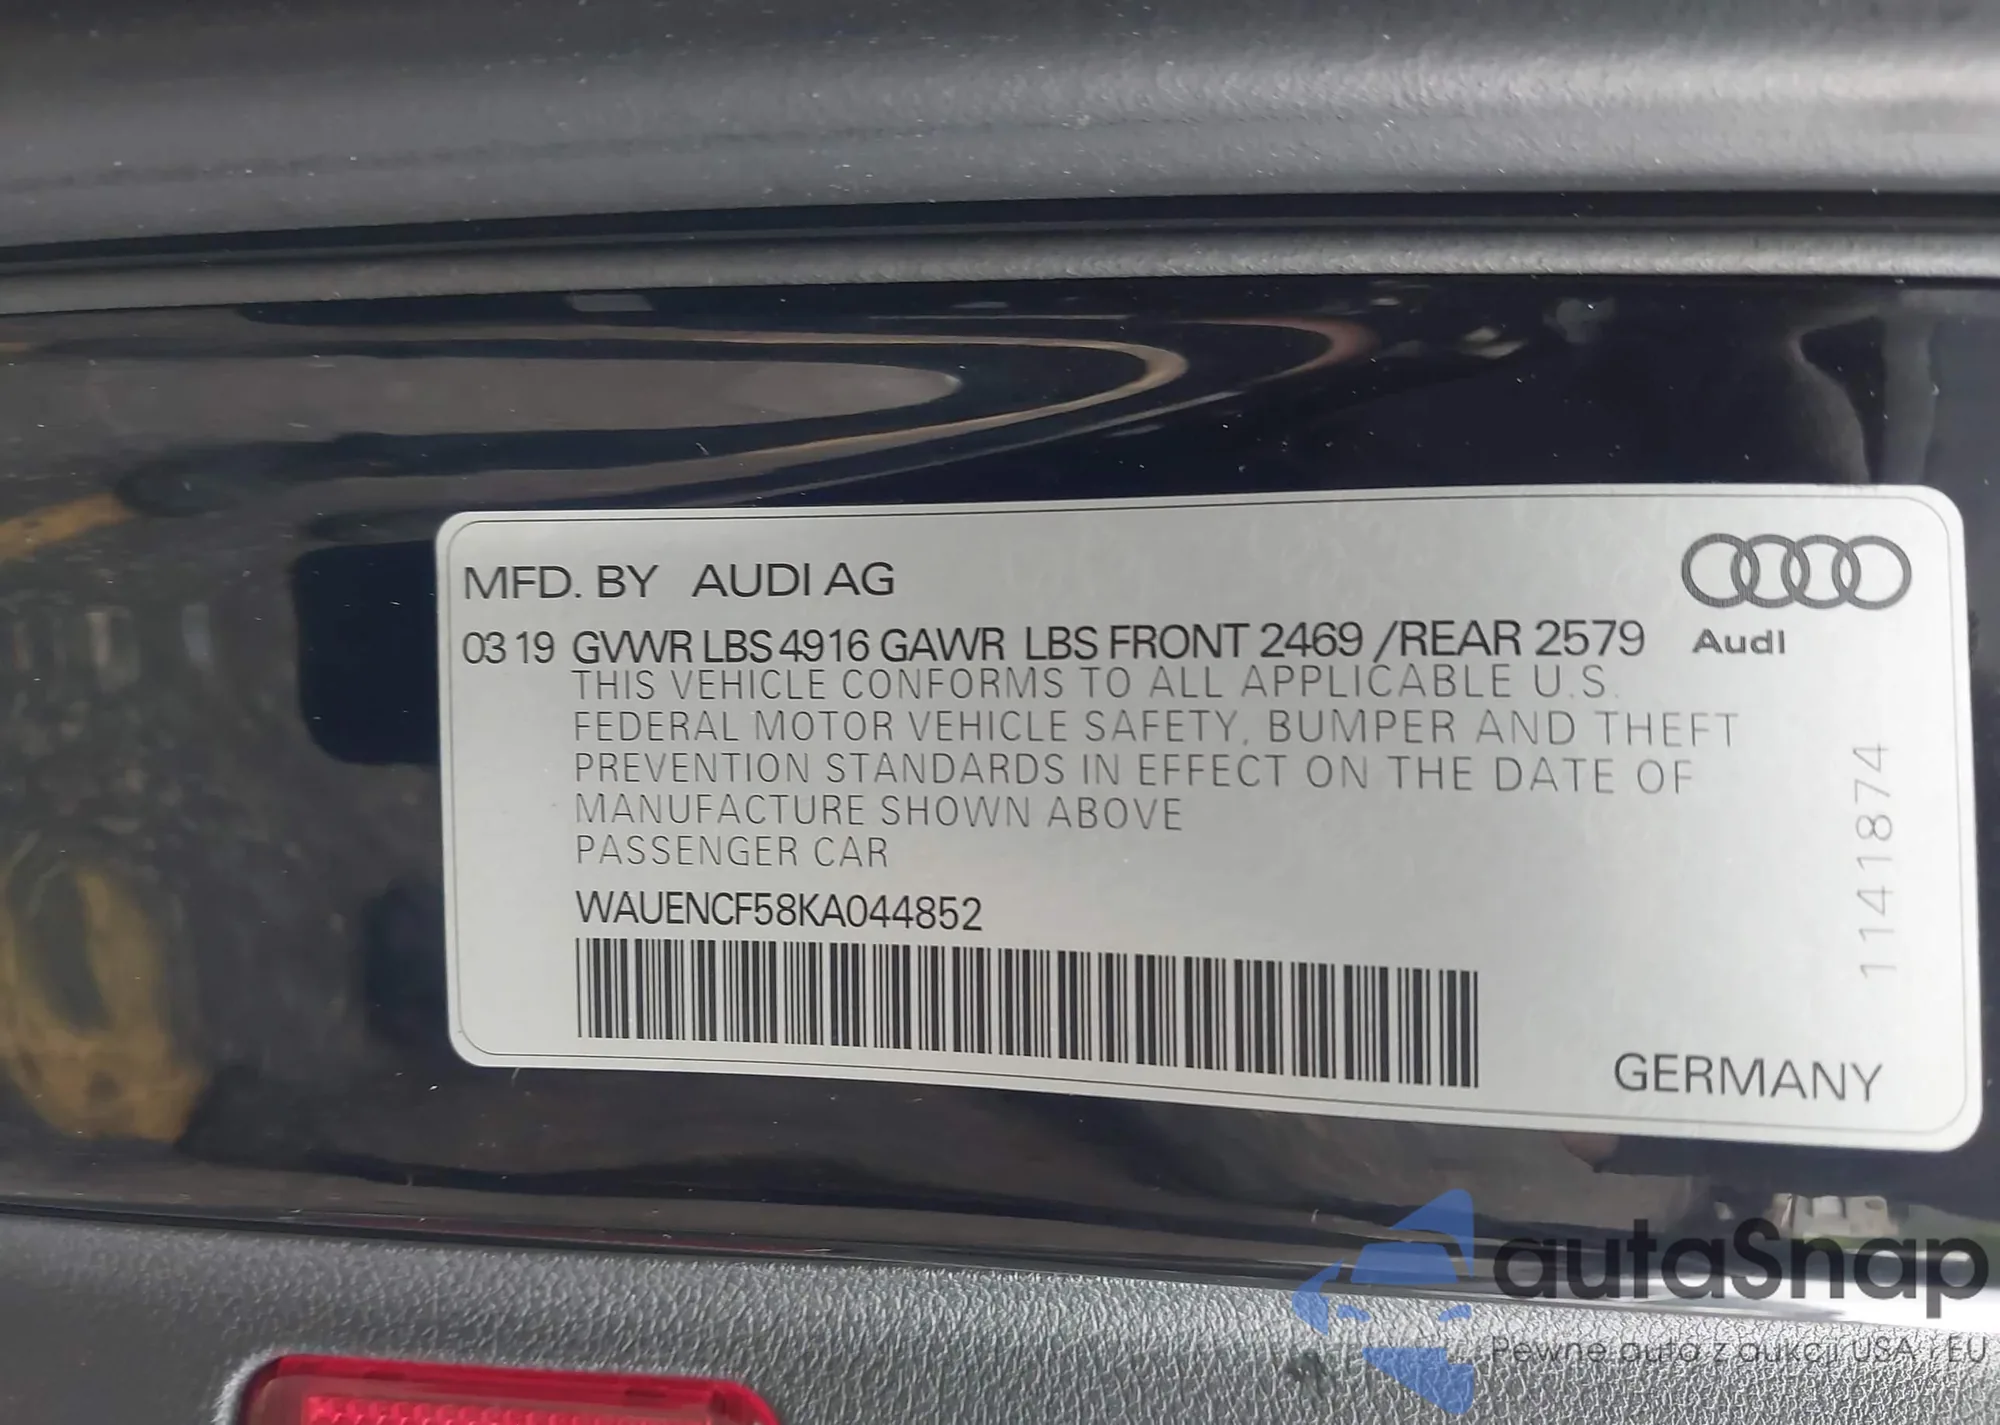 MFD. BY AUDI AG
03 19 GVWR LBS 4916 GAWR LBS FRONT 2469 /REAR 2579
Audi
THIS VEHICLE CONFORMS TO ALL APPLICABLE U.S.
FEDERAL MOTOR VEHICLE SAFETY, BUMPER AND THEFT
PREVENTION STANDARDS IN EFFECT ON THE DATE OF
MANUFACTURE SHOWN ABOVE
PASSENGER CAR
WAUENCF58KA044852
1141874
GERMANY
autaSnap
Pewne auto z aukcji USA i EU